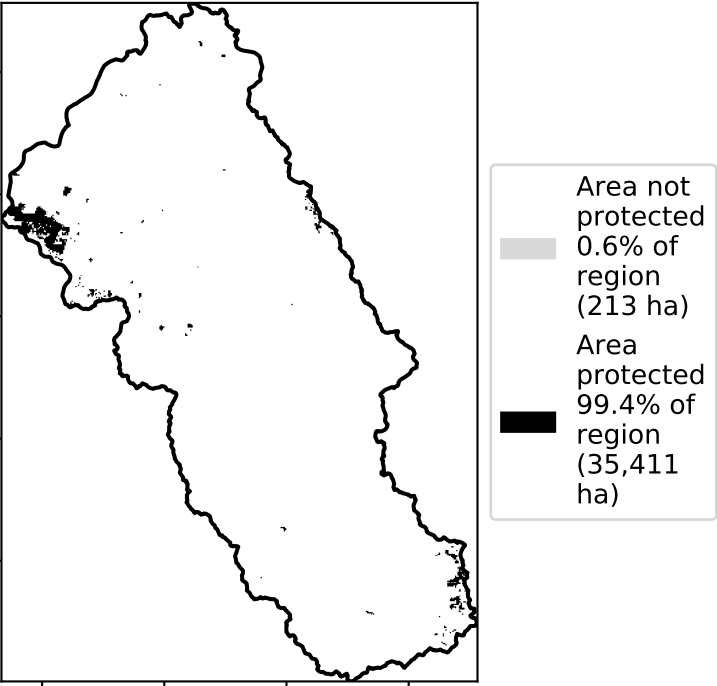 Area not
protected
0.6% of
region
(213 ha)
Area
protected
99.4% of
region
(35,411
ha)